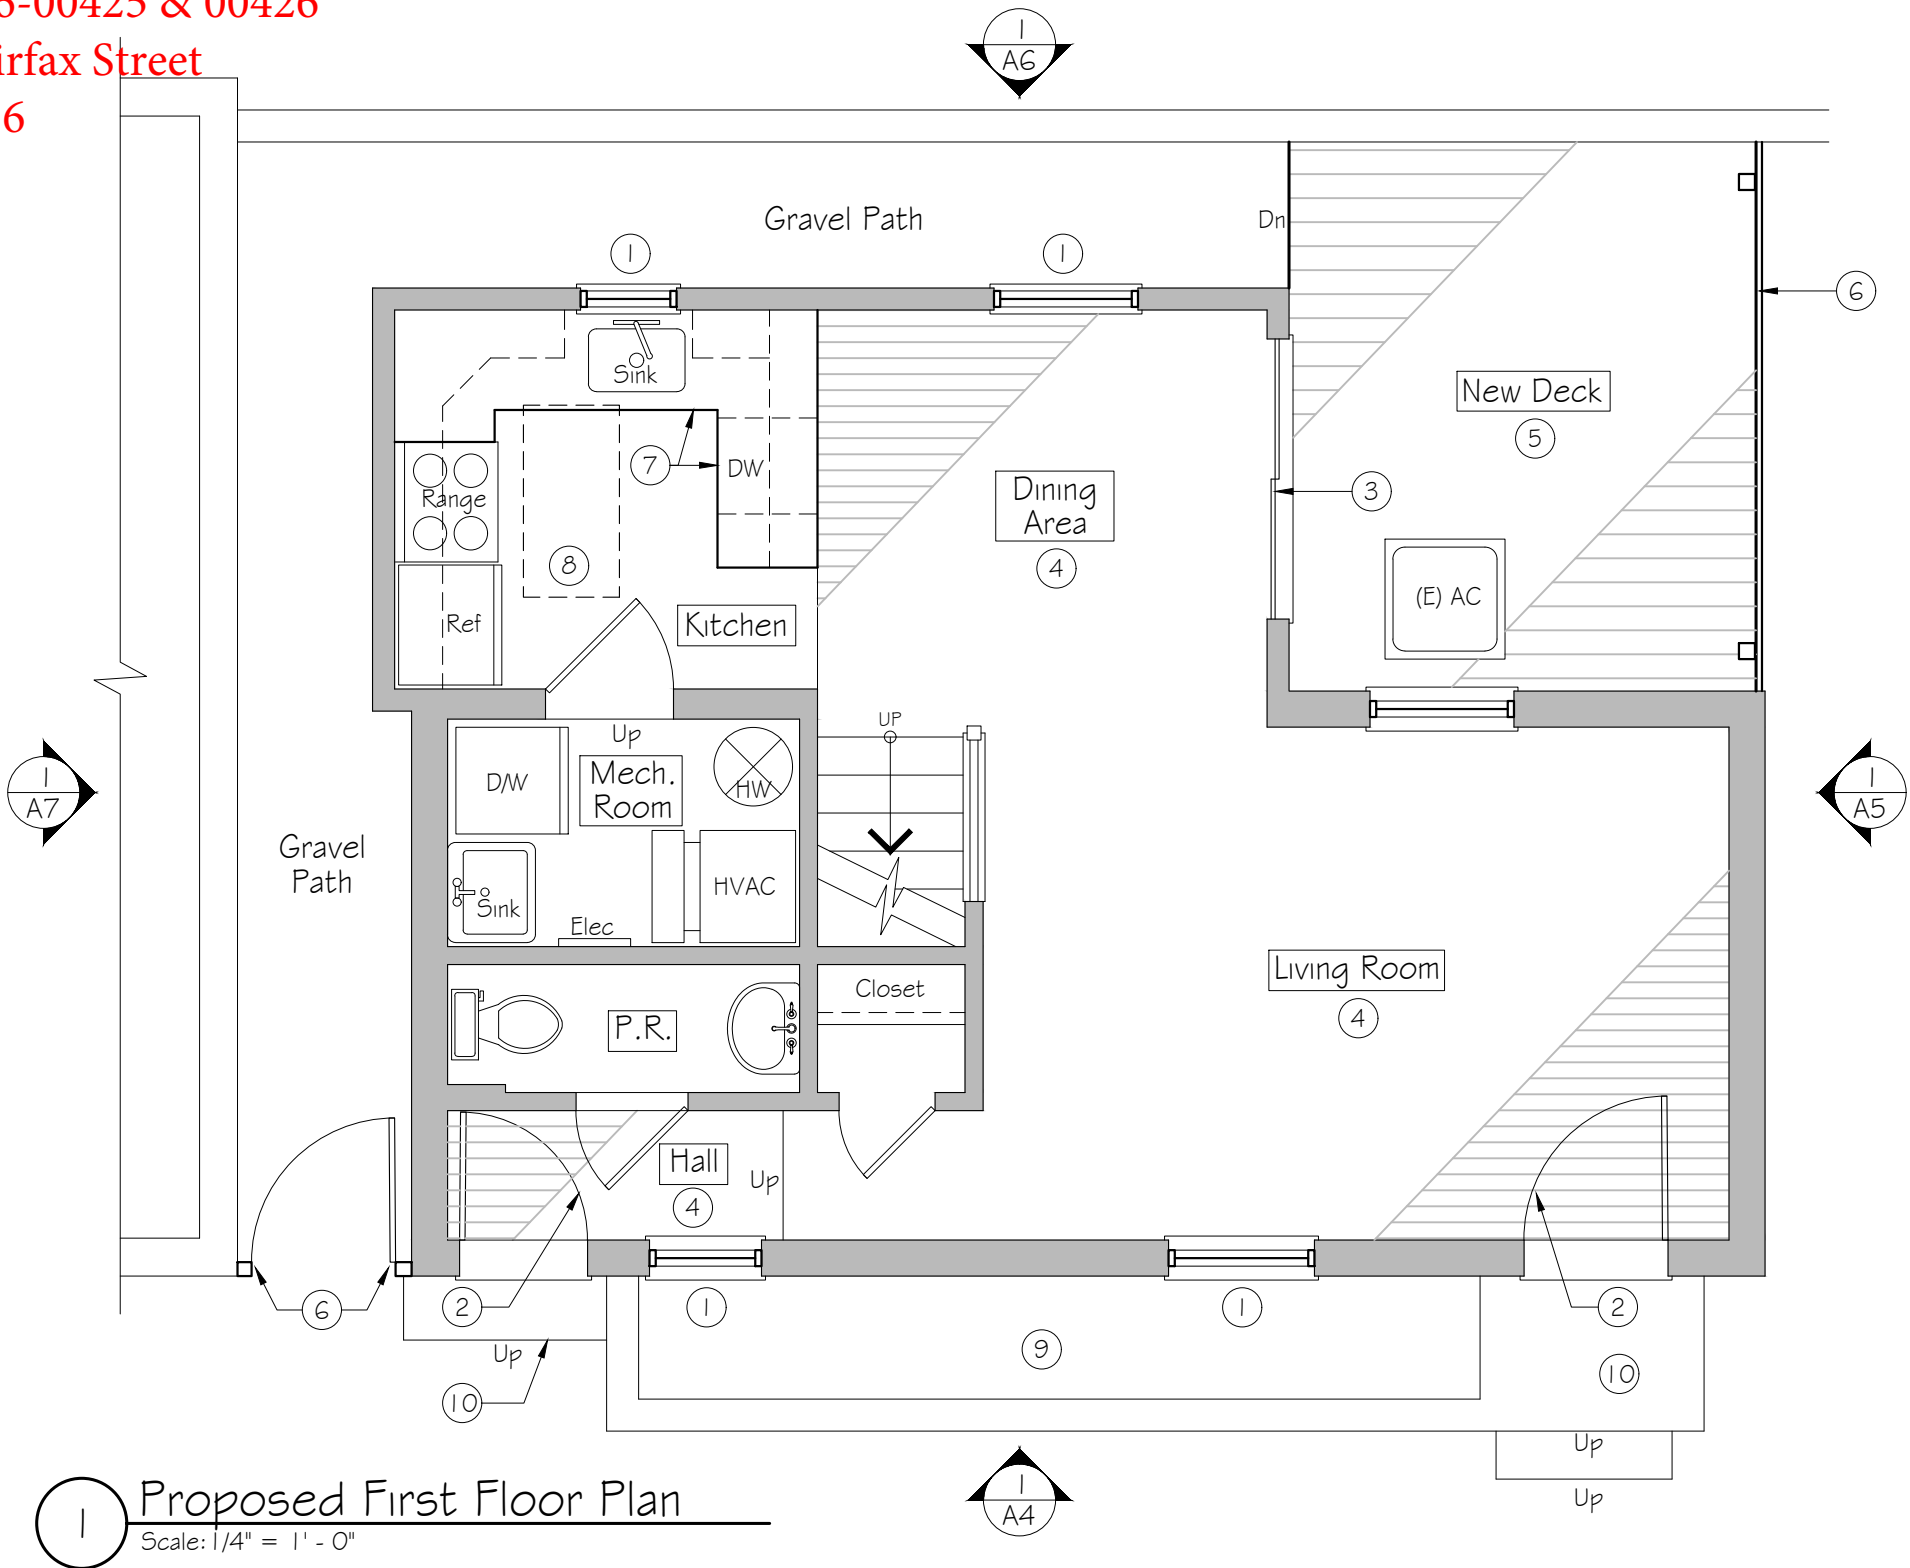 6-00425 & 00426
irfax Street
6
1
A6
Gravel Path
Dn
1
1
6
Sink
New Deck
5
7
DW
Range
Dining
Area
3
4
8
(E) AC
Ref
Kitchen
UP
Up
D/W
Mech.
Room
HW
1
A7
1
A5
Gravel
Path
HVAC
Sink
Elec
Living Room
4
Closet
P.R.
Hall
Up
4
6
2
1
1
2
Up
9
10
10
Up
1
A4
Up
1
Proposed First Floor Plan
Scale: 1/4" = 1' - 0"